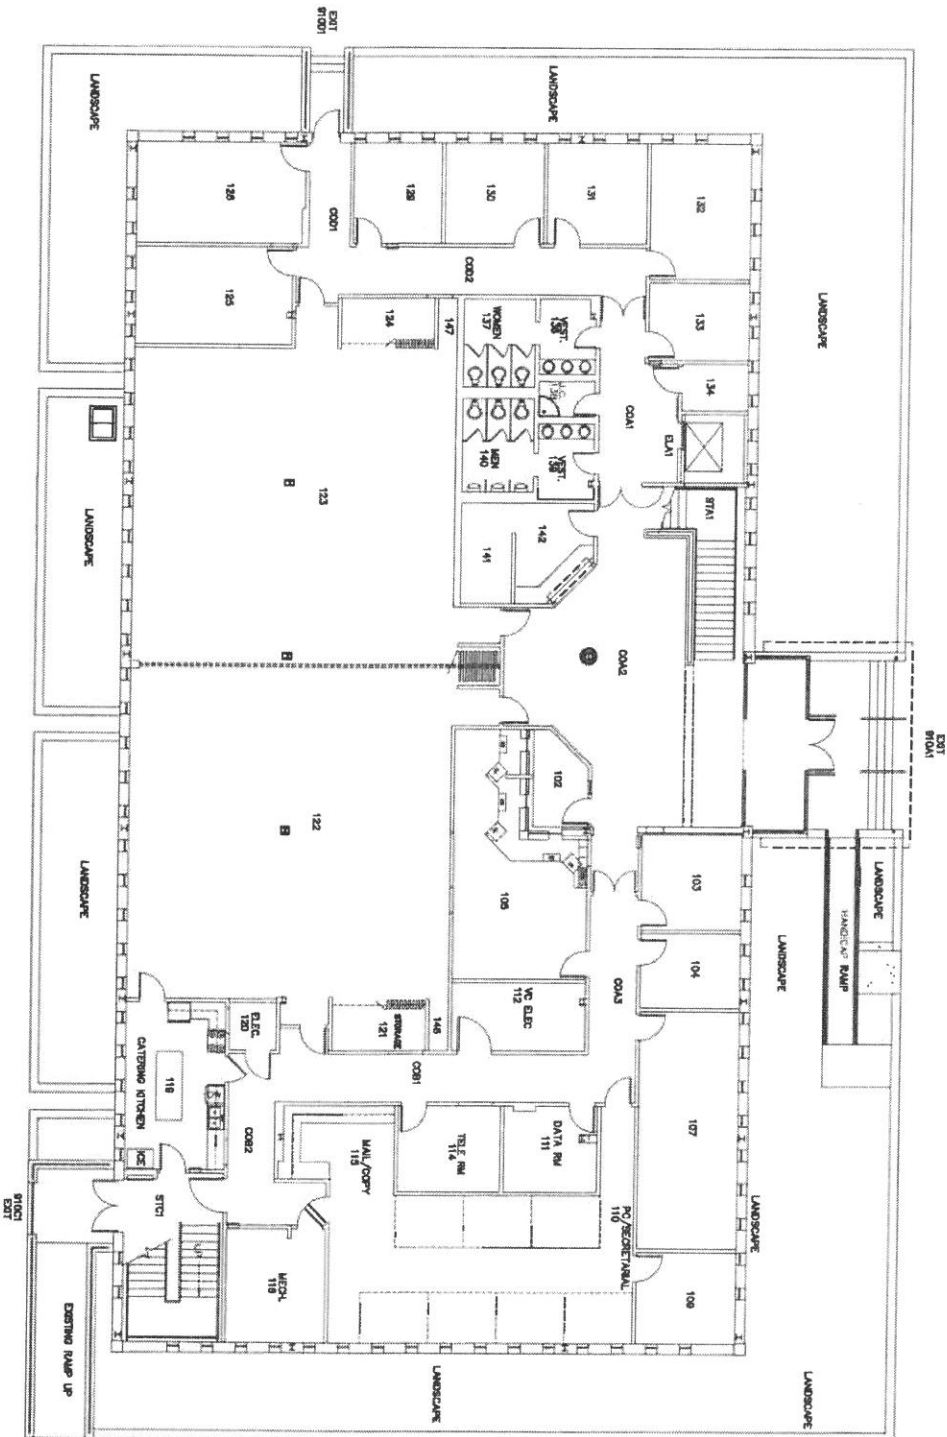 EXIT
910D1
LANDSCAPE
LANDSCAPE
LANDSCAPE
126
COD1
129
130
131
132
COD2
125
124
147
WOMEN
137
VEST.
133
134
COA1
ELA1
STA1
MEN
140
VEST.
142
141
123
LANDSCAPE
COA2
EXIT
910A1
102
122
LANDSCAPE
105
103
104
COA3
LANDSCAPE
HANDICAP RAMP
LANDSCAPE
VC ELEC
112
146
STORAGE
121
ELEC.
120
COB1
CATERING KITCHEN
ICE
COB2
MAIL/COPY
115
TELE RM
114
DATA RM
111
107
PC/SECRETARIAL
110
LANDSCAPE
STC1
UP
MECH.
109
910C1
EXIT
EXISTING RAMP UP
LANDSCAPE
LANDSCAPE